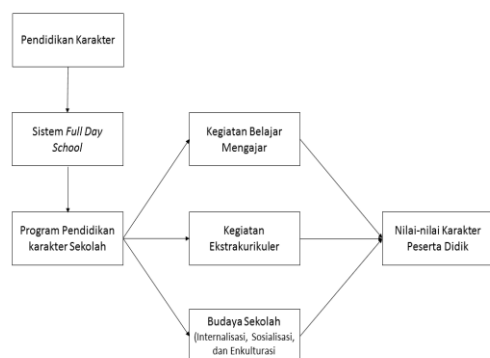 Pendidikan Karakter
Sistem Full Day
School
Program Pendidikan
karakter Sekolah
Kegiatan Belajar
Mengajar
Kegiatan
Ekstrakurikuler
Budaya Sekolah
(Internalisasi, Sosialisasi,
dan Enkulturasi
Nilai-nilai Karakter
Peserta Didik